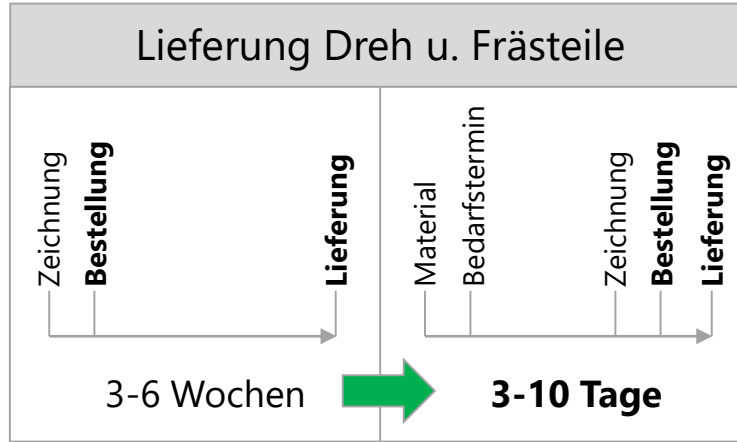 Lieferung Dreh u. Frästeile
Zeichnung
Bestellung
Lieferung
3-6 Wochen
Material
Bedarfstermin
Zeichnung
Bestellung
Lieferung
3-10 Tage